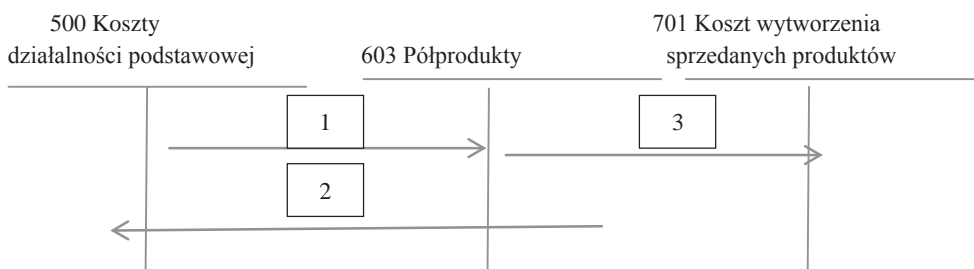 500 Koszty
działalności podstawowej
603 Półprodukty
701 Koszt wytworzenia
sprzedanych produktów
1
3
2